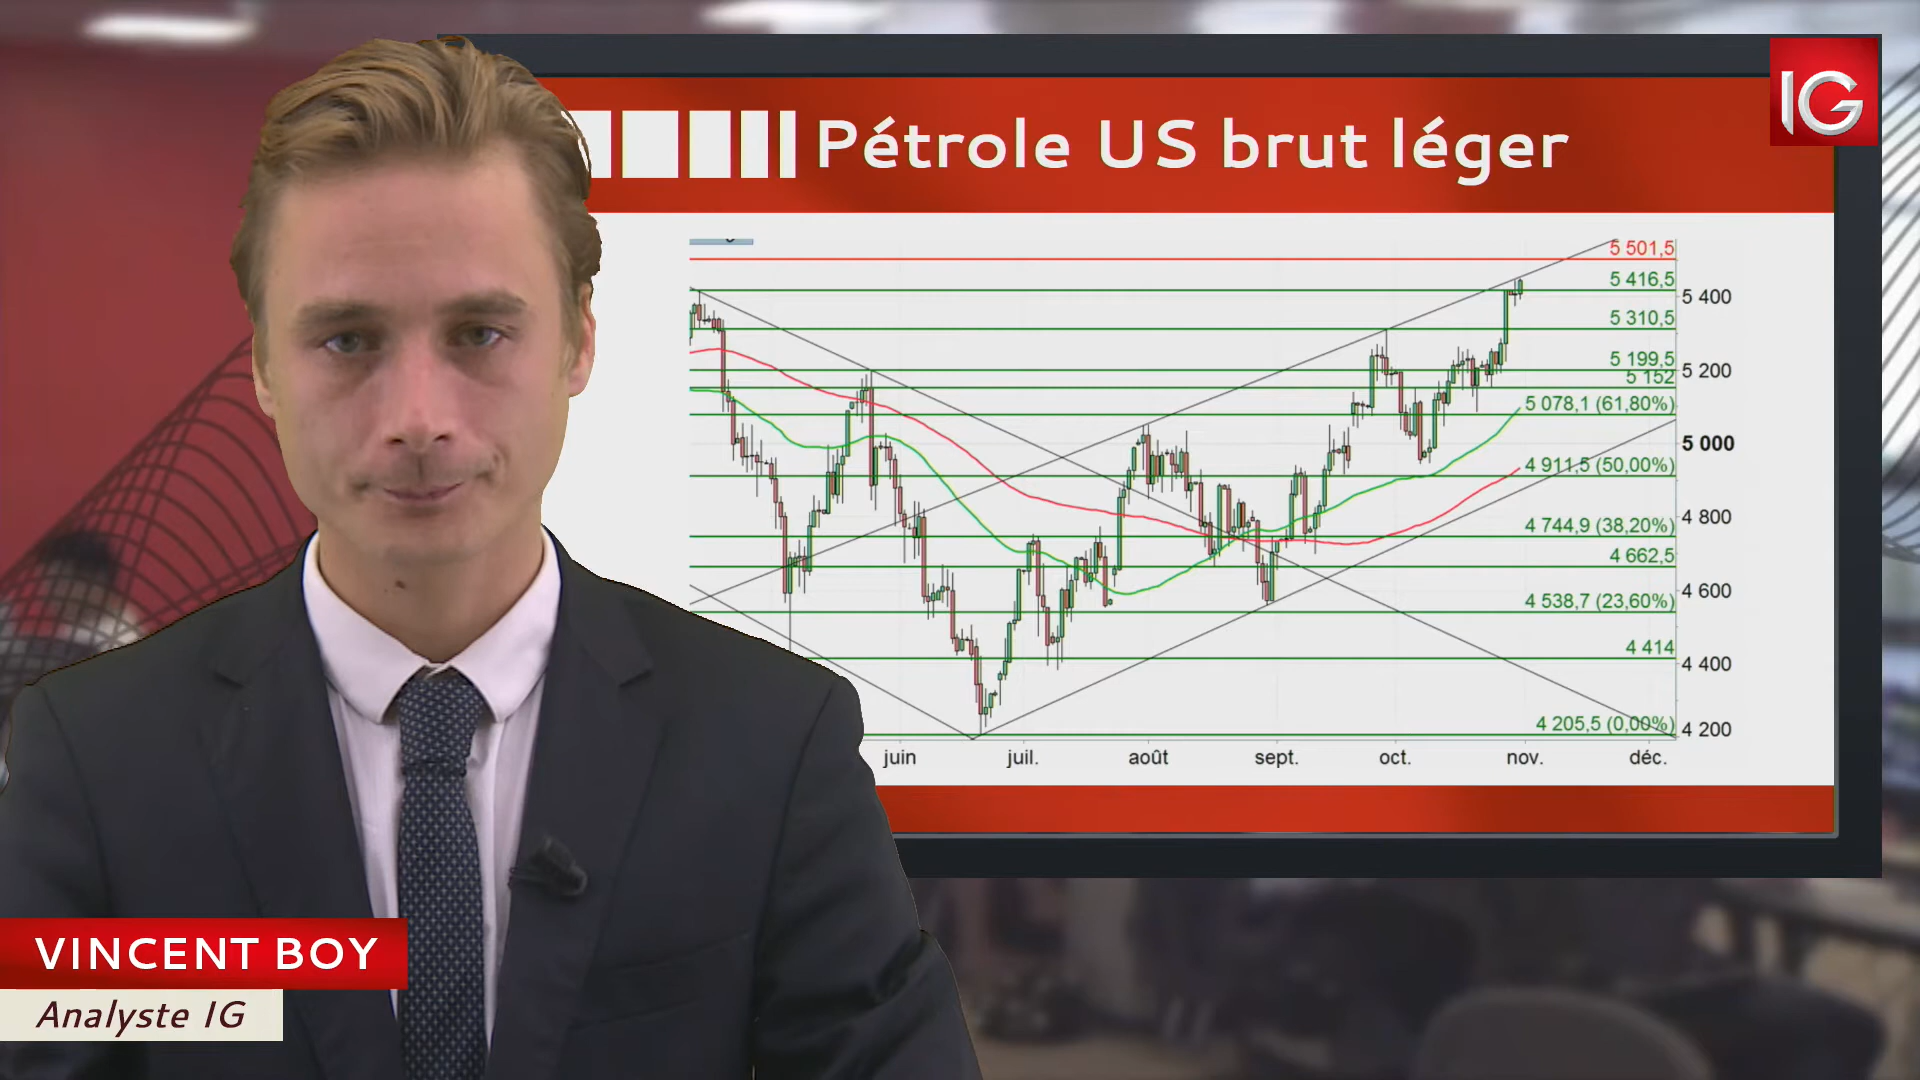 IG
Pétrole US brut léger
5 501,5
5 416,5
5 400
5 310,5
5 199,5
5 200
5 152
5 078,1 (61,80%)
5 000
4 911,5 (50,00%)
4 800
4 744,9 (38,20%)
4 662,5
4 600
4 538,7 (23,60%)
4 414
4 400
4 205,5 (0,00%)
4 200
juin juil. août sept. oct. nov. déc.
VINCENT BOY
Analyste IG